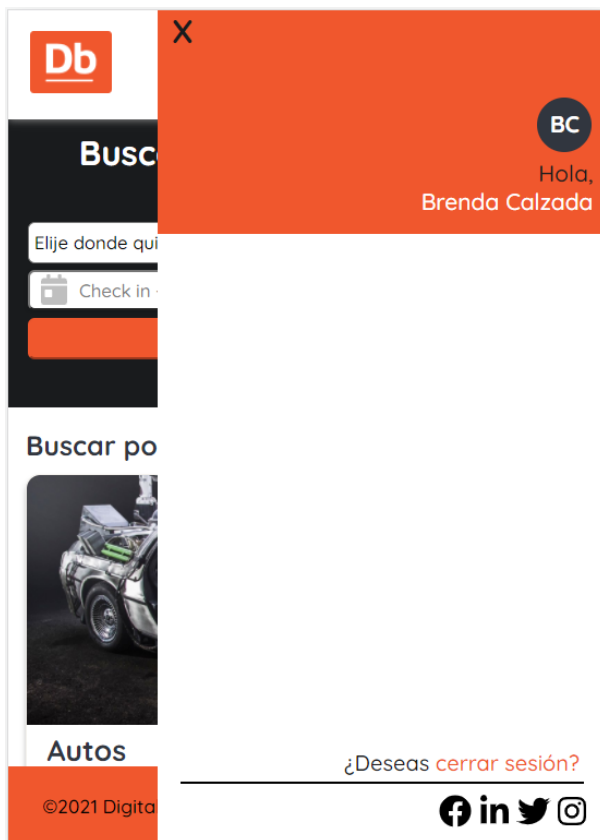 Db
X
BC
Hola,
Brenda Calzada
Busc
Elije donde qui
Check in -
Buscar po
Autos
¿Deseas cerrar sesión?
©2021 Digita